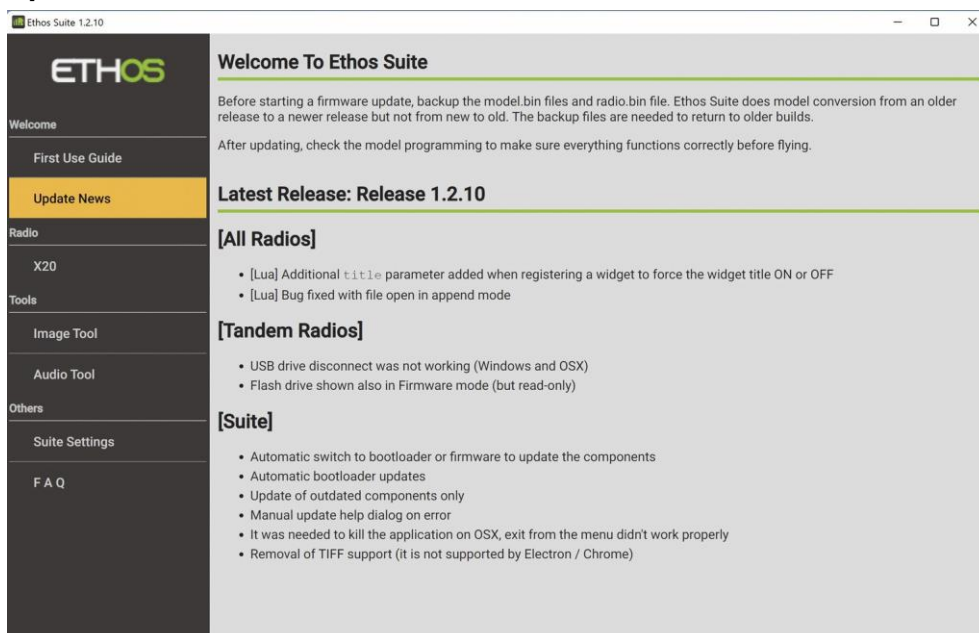 Ethos Suite 1.2.10
ETHOS
Welcome
First Use Guide
Update News
Radio
X20
Tools
Image Tool
Audio Tool
Others
Suite Settings
F A Q
Welcome To Ethos Suite
Before starting a firmware update, backup the model.bin files and radio.bin file. Ethos Suite does model conversion from an older
release to a newer release but not from new to old. The backup files are needed to return to older builds.
After updating, check the model programming to make sure everything functions correctly before flying.
Latest Release: Release 1.2.10
[All Radios]
• [Lua] Additional title parameter added when registering a widget to force the widget title ON or OFF
• [Lua] Bug fixed with file open in append mode
[Tandem Radios]
• USB drive disconnect was not working (Windows and OSX)
• Flash drive shown also in Firmware mode (but read-only)
[Suite]
• Automatic switch to bootloader or firmware to update the components
• Automatic bootloader updates
• Update of outdated components only
• Manual update help dialog on error
• It was needed to kill the application on OSX, exit from the menu didn't work properly
• Removal of TIFF support (it is not supported by Electron / Chrome)